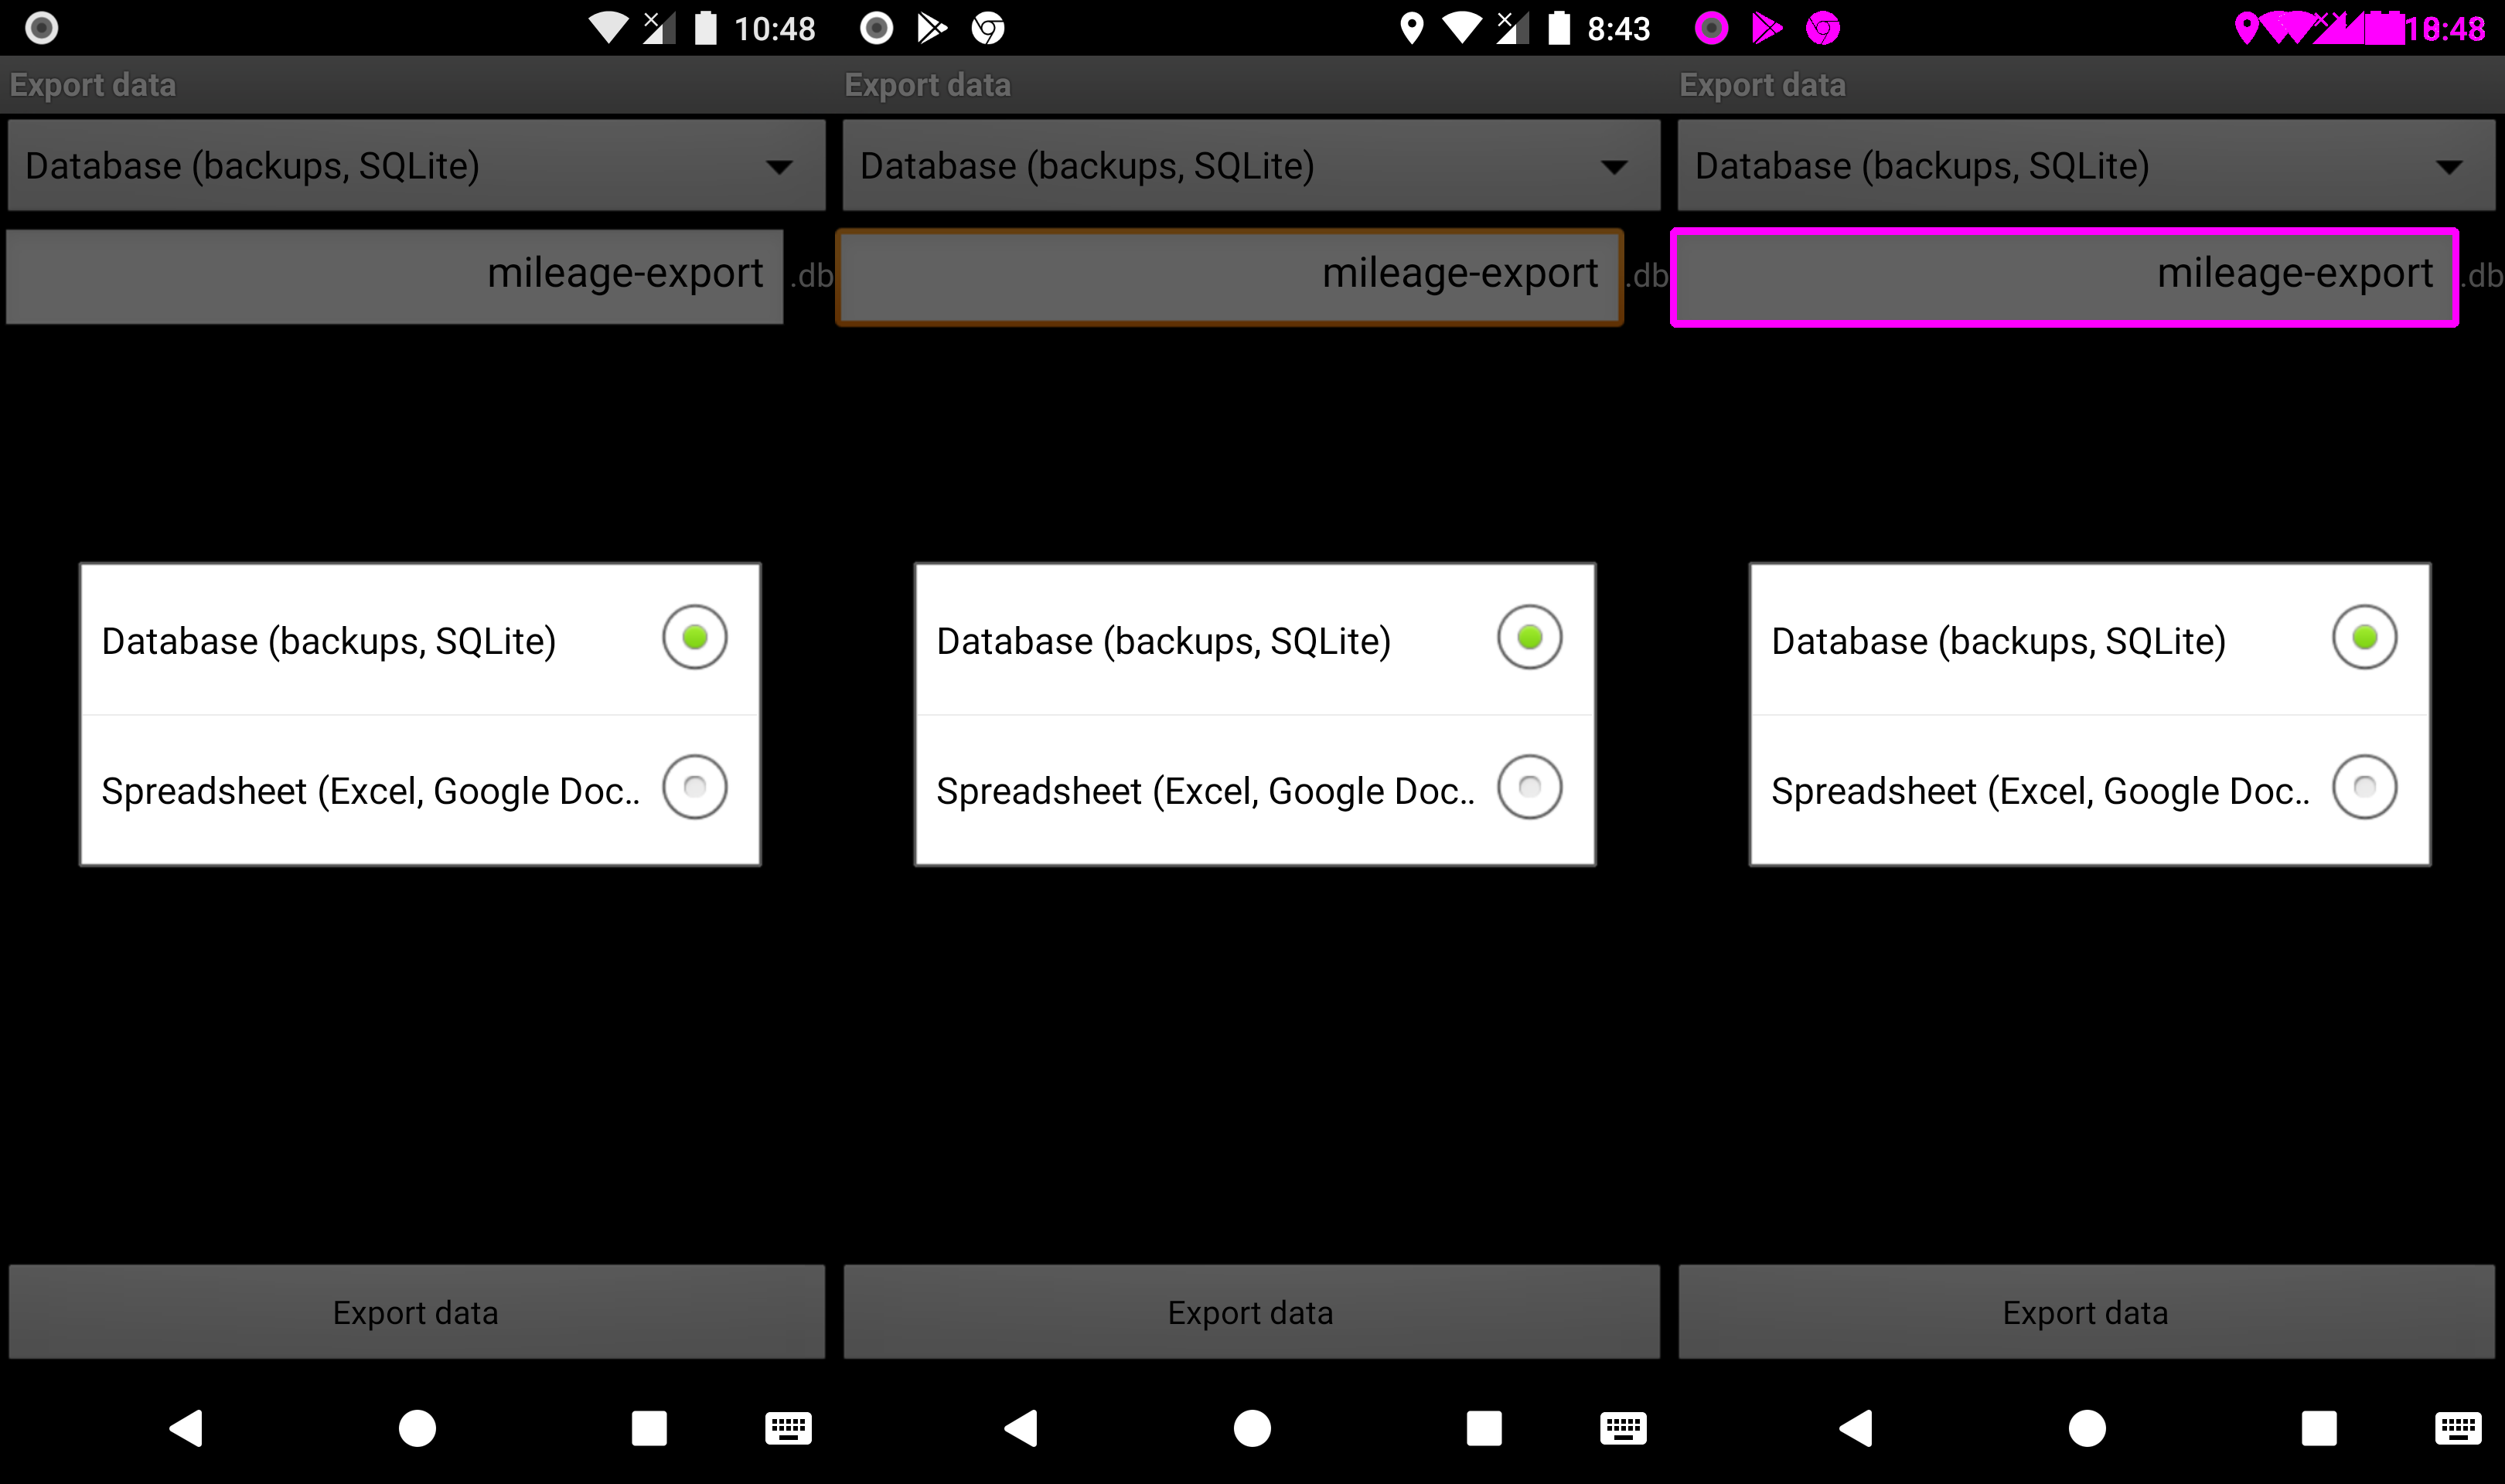 10:48
Export data
Database (backups, SQLite)
mileage-export .db
Database (backups, SQLite)
Spreadsheet (Excel, Google Doc..
Export data
8:43
Export data
Database (backups, SQLite)
mileage-export .db
Database (backups, SQLite)
Spreadsheet (Excel, Google Doc..
Export data
Export data
Database (backups, SQLite)
mileage-export .db
Database (backups, SQLite)
Spreadsheet (Excel, Google Doc..
Export data